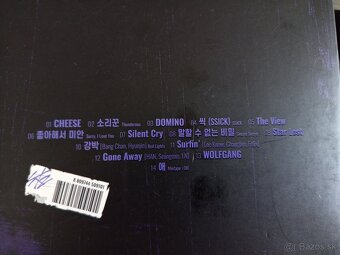 01 CHEESE 02 소리꾼 Thunderous 03 DOMINO 04 씩 (SSICK) SSICK 05 The View
06 좋아해서 미안 Sorry, I Love You 07 Silent Cry 08 말할 수 없는 비밀 Secret Secret 09 Star Lost
10 강박 (Bang Chan, Hyunjin) Red Lights 11 Surfin' (Lee Know, Changbin, Felix)
12 Gone Away (HAN, Seungmin, I.N) 13 WOLFGANG
14 애 Mixtape : OH
bazos.sk